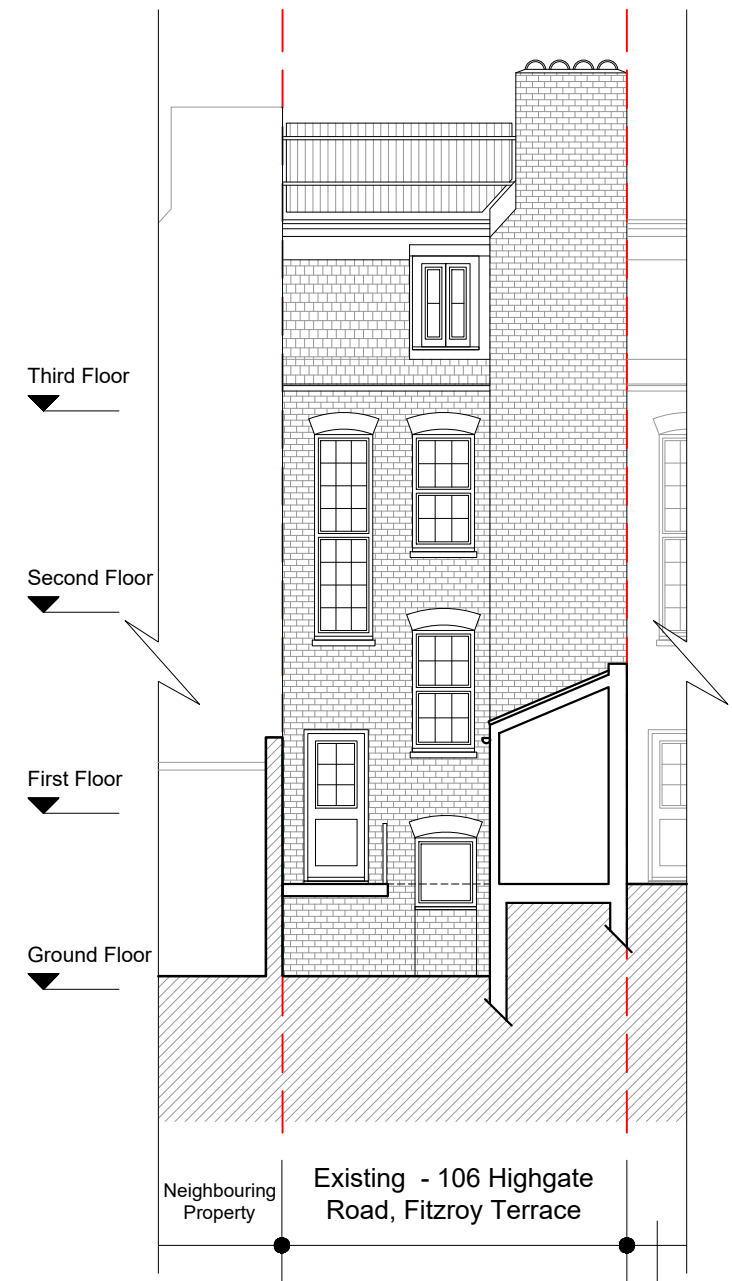 Third Floor
Second Floor
First Floor
Ground Floor
Neighbouring
Property
Existing - 106 Highgate
Road, Fitzroy Terrace